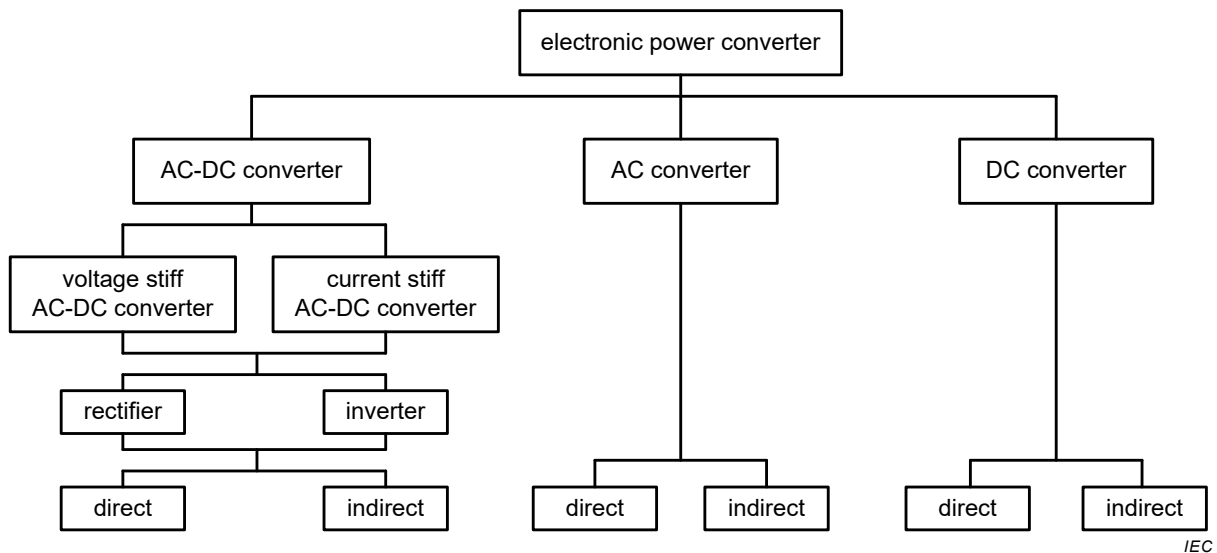 electronic power converter
AC-DC converter
AC converter
DC converter
voltage stiff
AC-DC converter
current stiff
AC-DC converter
rectifier
inverter
direct
indirect
direct
indirect
direct
indirect
IEC